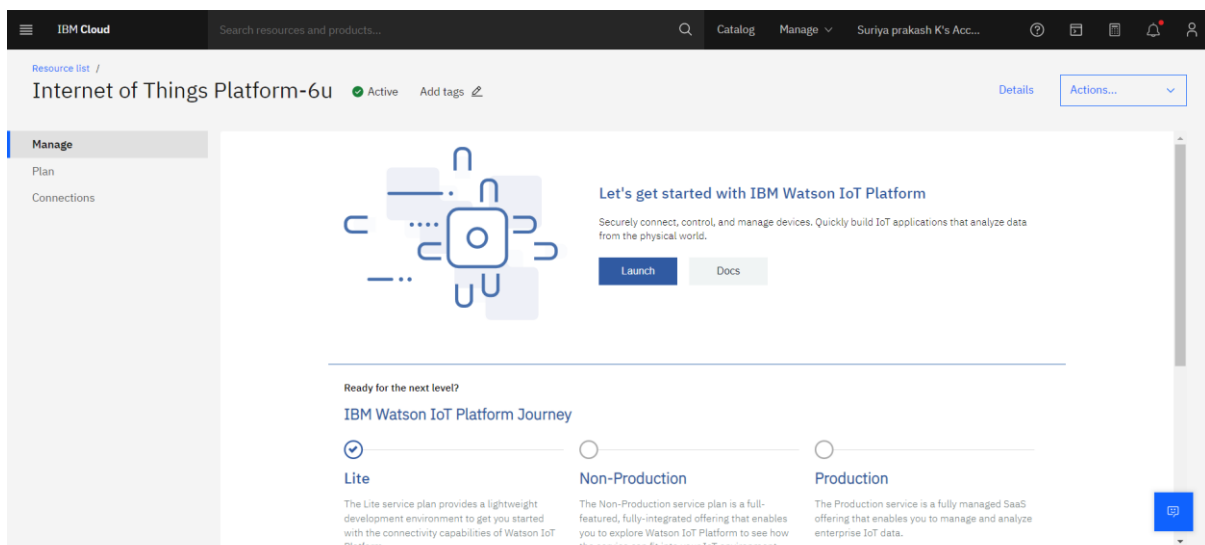 IBM Cloud
Search resources and products...
Catalog
Manage
Suriya prakash K's Acc...
Resource list /
Internet of Things Platform-6u
Active
Add tags
Details
Actions...
Manage
Plan
Connections
Let's get started with IBM Watson IoT Platform
Securely connect, control, and manage devices. Quickly build IoT applications that analyze data
from the physical world.
Launch
Docs
Ready for the next level?
IBM Watson IoT Platform Journey
Lite
The Lite service plan provides a lightweight
development environment to get you started
with the connectivity capabilities of Watson IoT
Non-Production
The Non-Production service plan is a full-
featured, fully-integrated offering that enables
you to explore Watson IoT Platform to see how
Production
The Production service is a fully managed SaaS
offering that enables you to manage and analyze
enterprise IoT data.